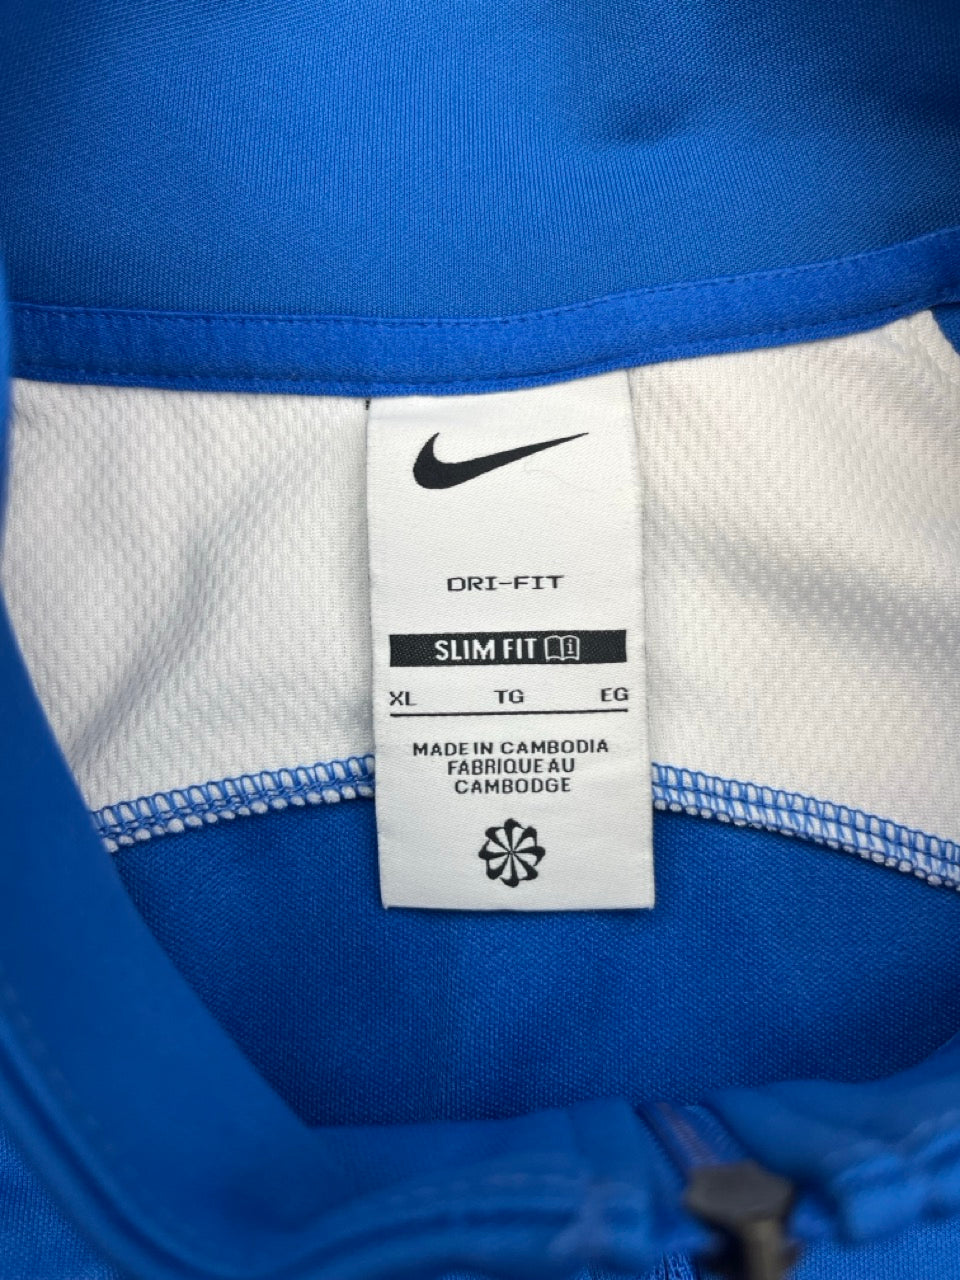 DRI-FIT
SLIM FIT
XL TG EG
MADE IN CAMBODIA
FABRIQUE AU
CAMBODGE